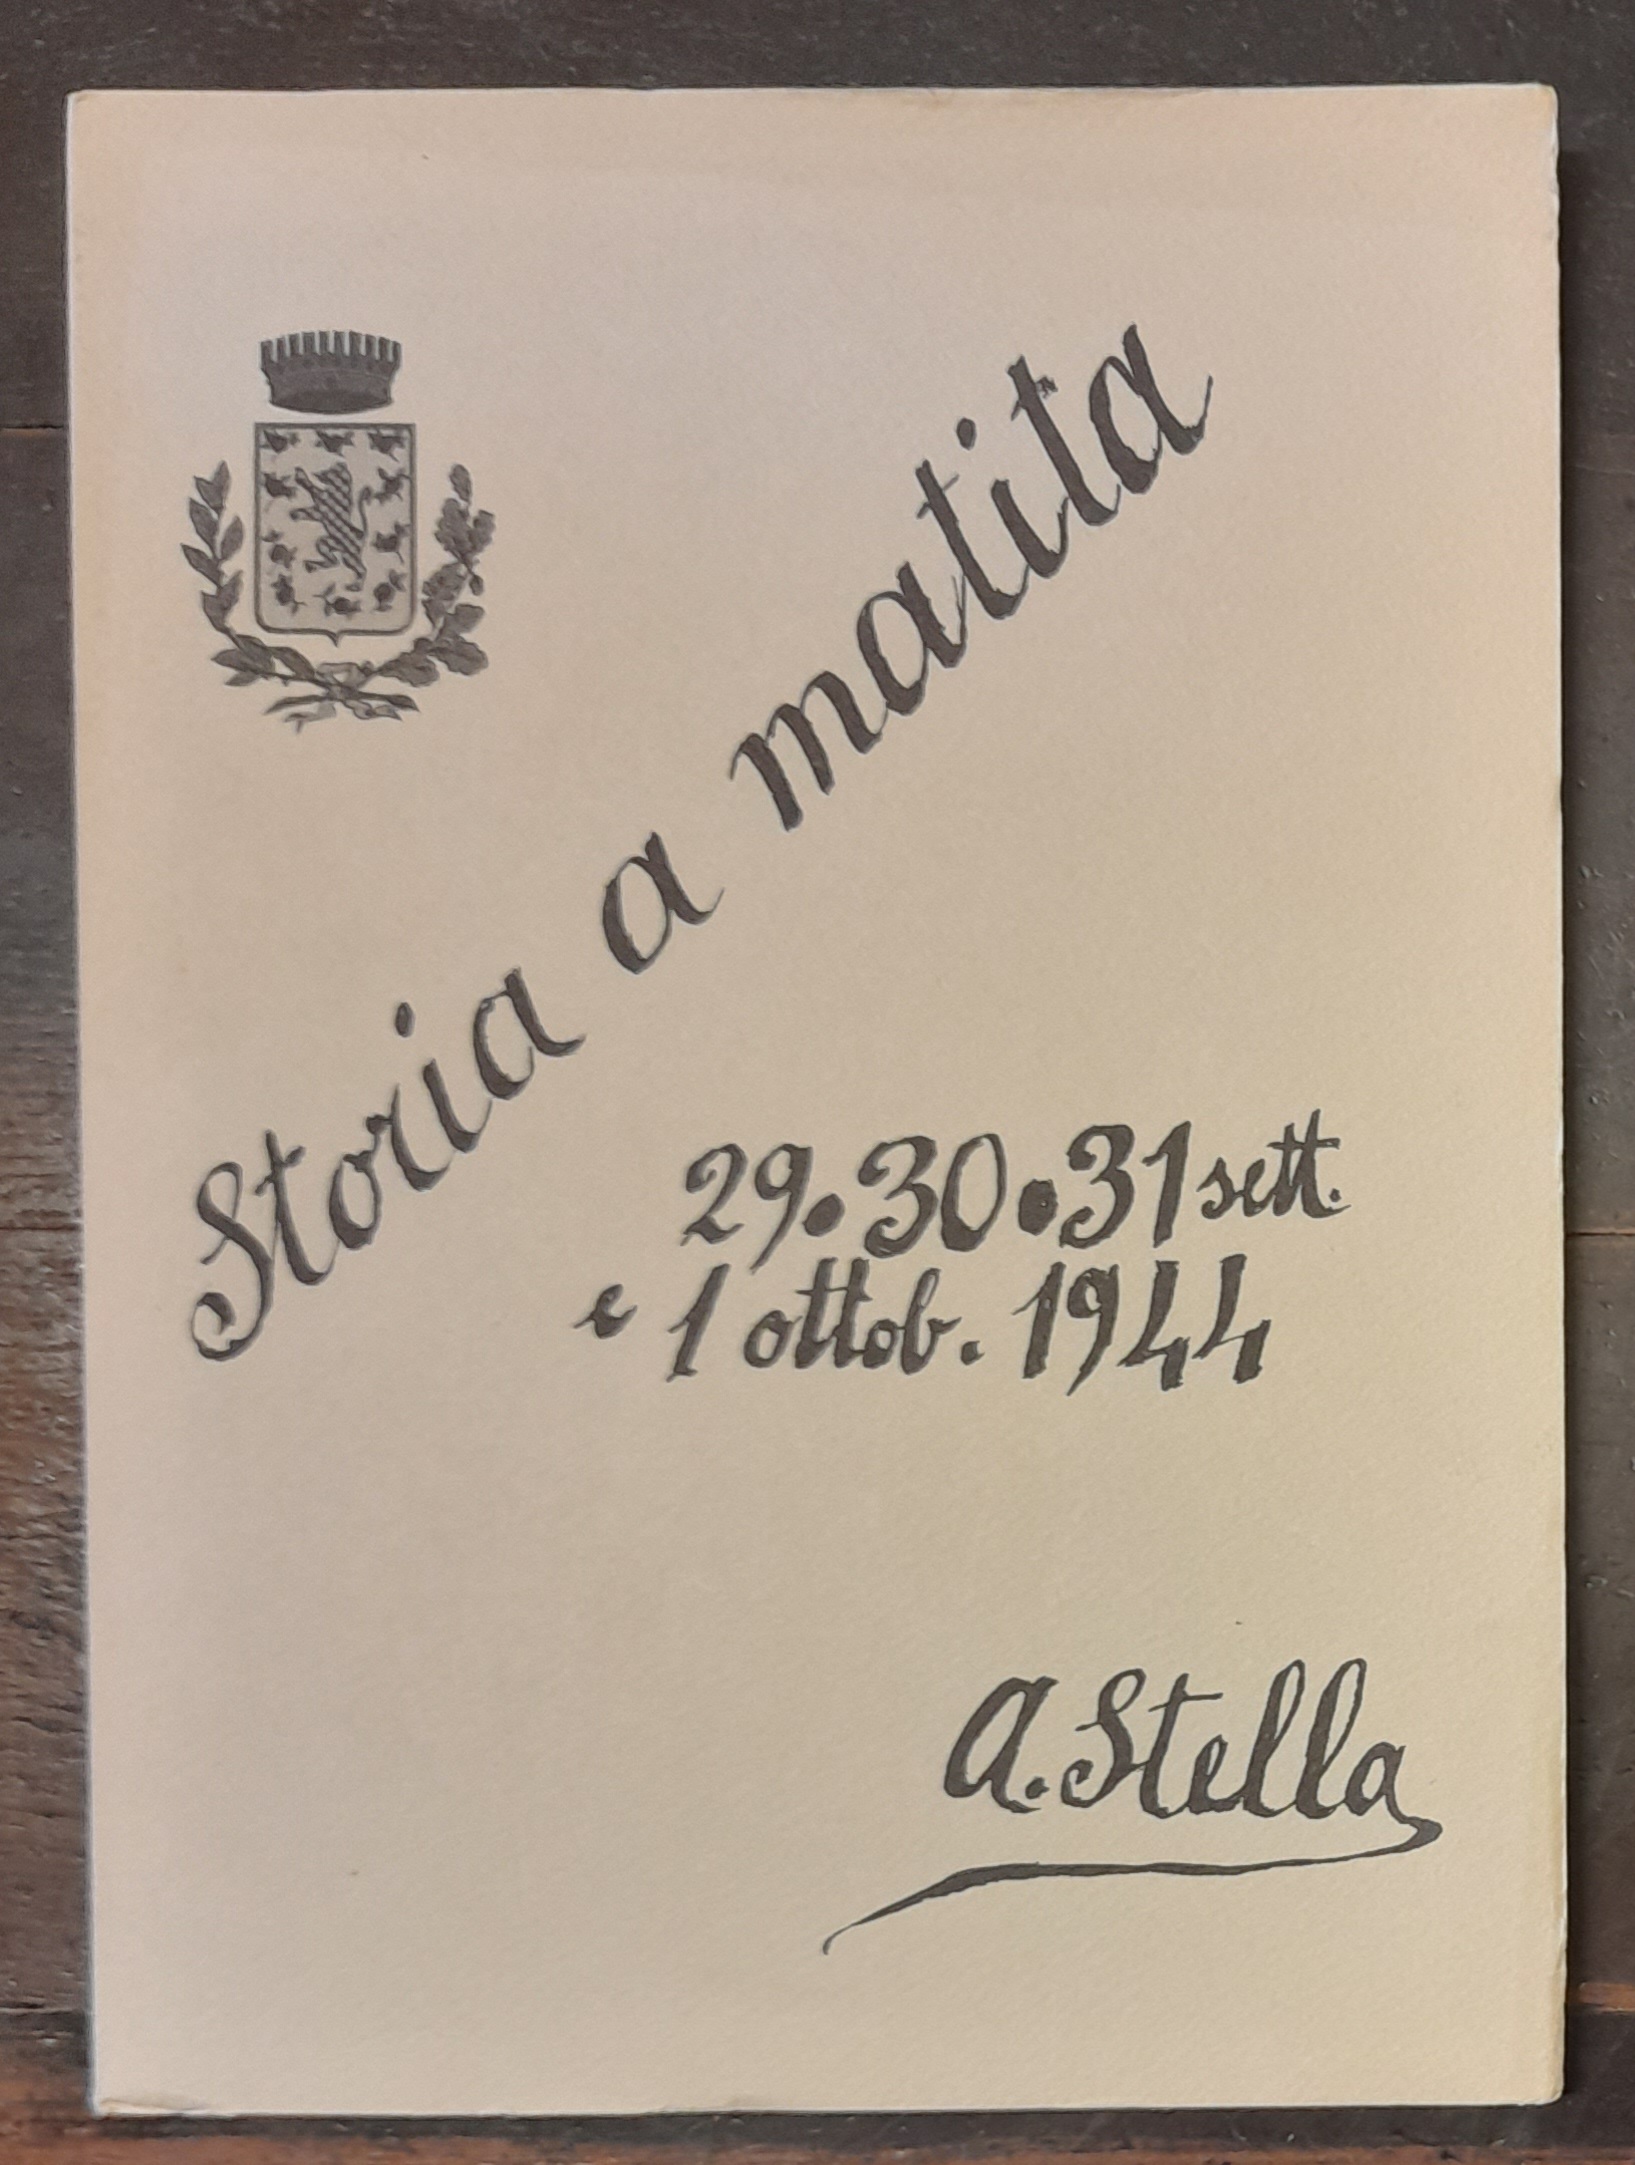 Storia a matita
29•30•31 sett.
e 1 ottob. 1944
A. Stella